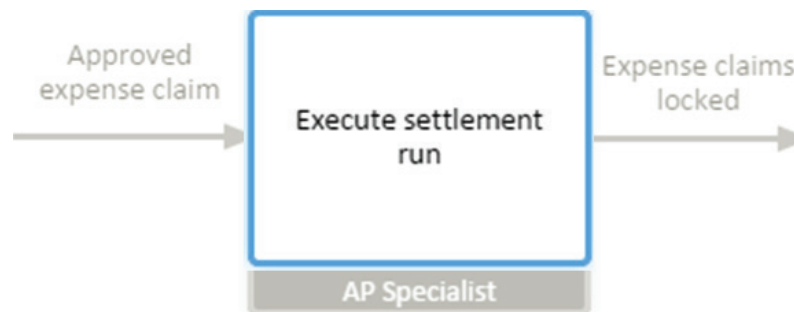 Approved
expense claim
Execute settlement
run
Expense claims
locked
AP Specialist